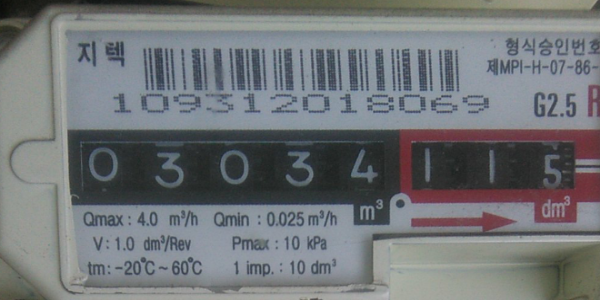 지텍
형식승인번호
제MPI-H-07-86-
109312018069
G2.5 R
03034 115
m³ dm³
Qmax : 4.0 m³/h Qmin : 0.025 m³/h
V : 1.0 dm³/Rev Pmax : 10 kPa
tm: -20℃~60℃ 1 imp. : 10 dm³